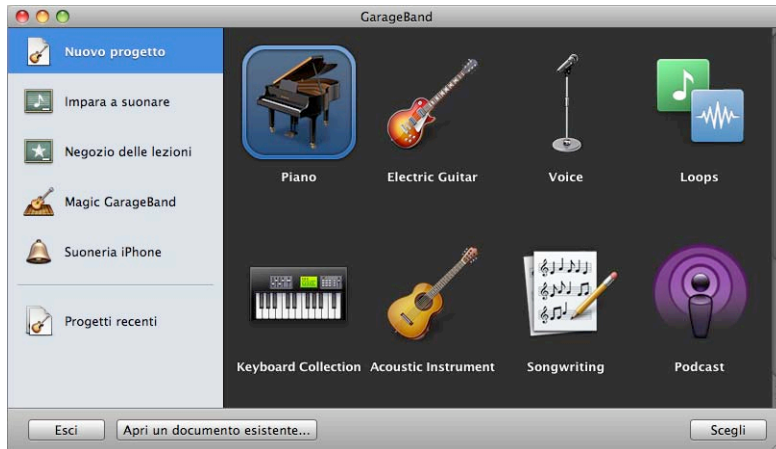 GarageBand
Nuovo progetto
Impara a suonare
Negozio delle lezioni
Magic GarageBand
Suoneria iPhone
Progetti recenti
Piano
Electric Guitar
Voice
Loops
Keyboard Collection
Acoustic Instrument
Songwriting
Podcast
Esci
Apri un documento esistente...
Scegli